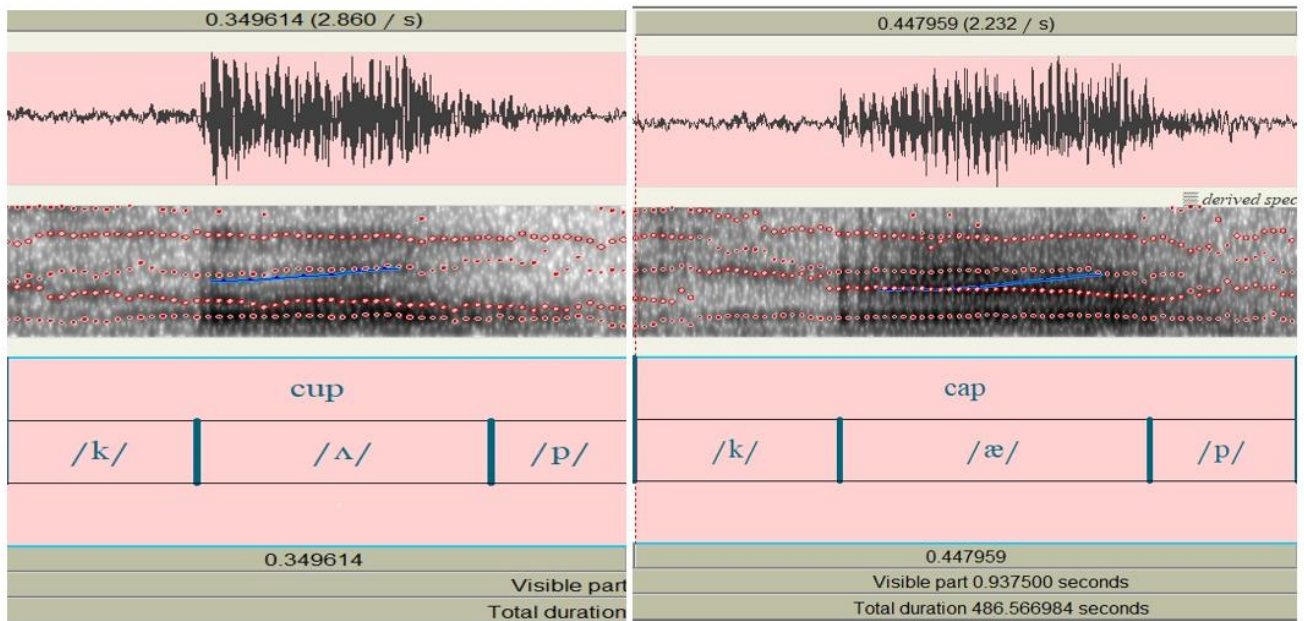 0.349614 (2.860 / s)
cup
/k/ /ʌ/ /p/
0.349614
Visible part
Total duration
0.447959 (2.232 / s)
derived spec
cap
/k/ /æ/ /p/
0.447959
Visible part 0.937500 seconds
Total duration 486.566984 seconds